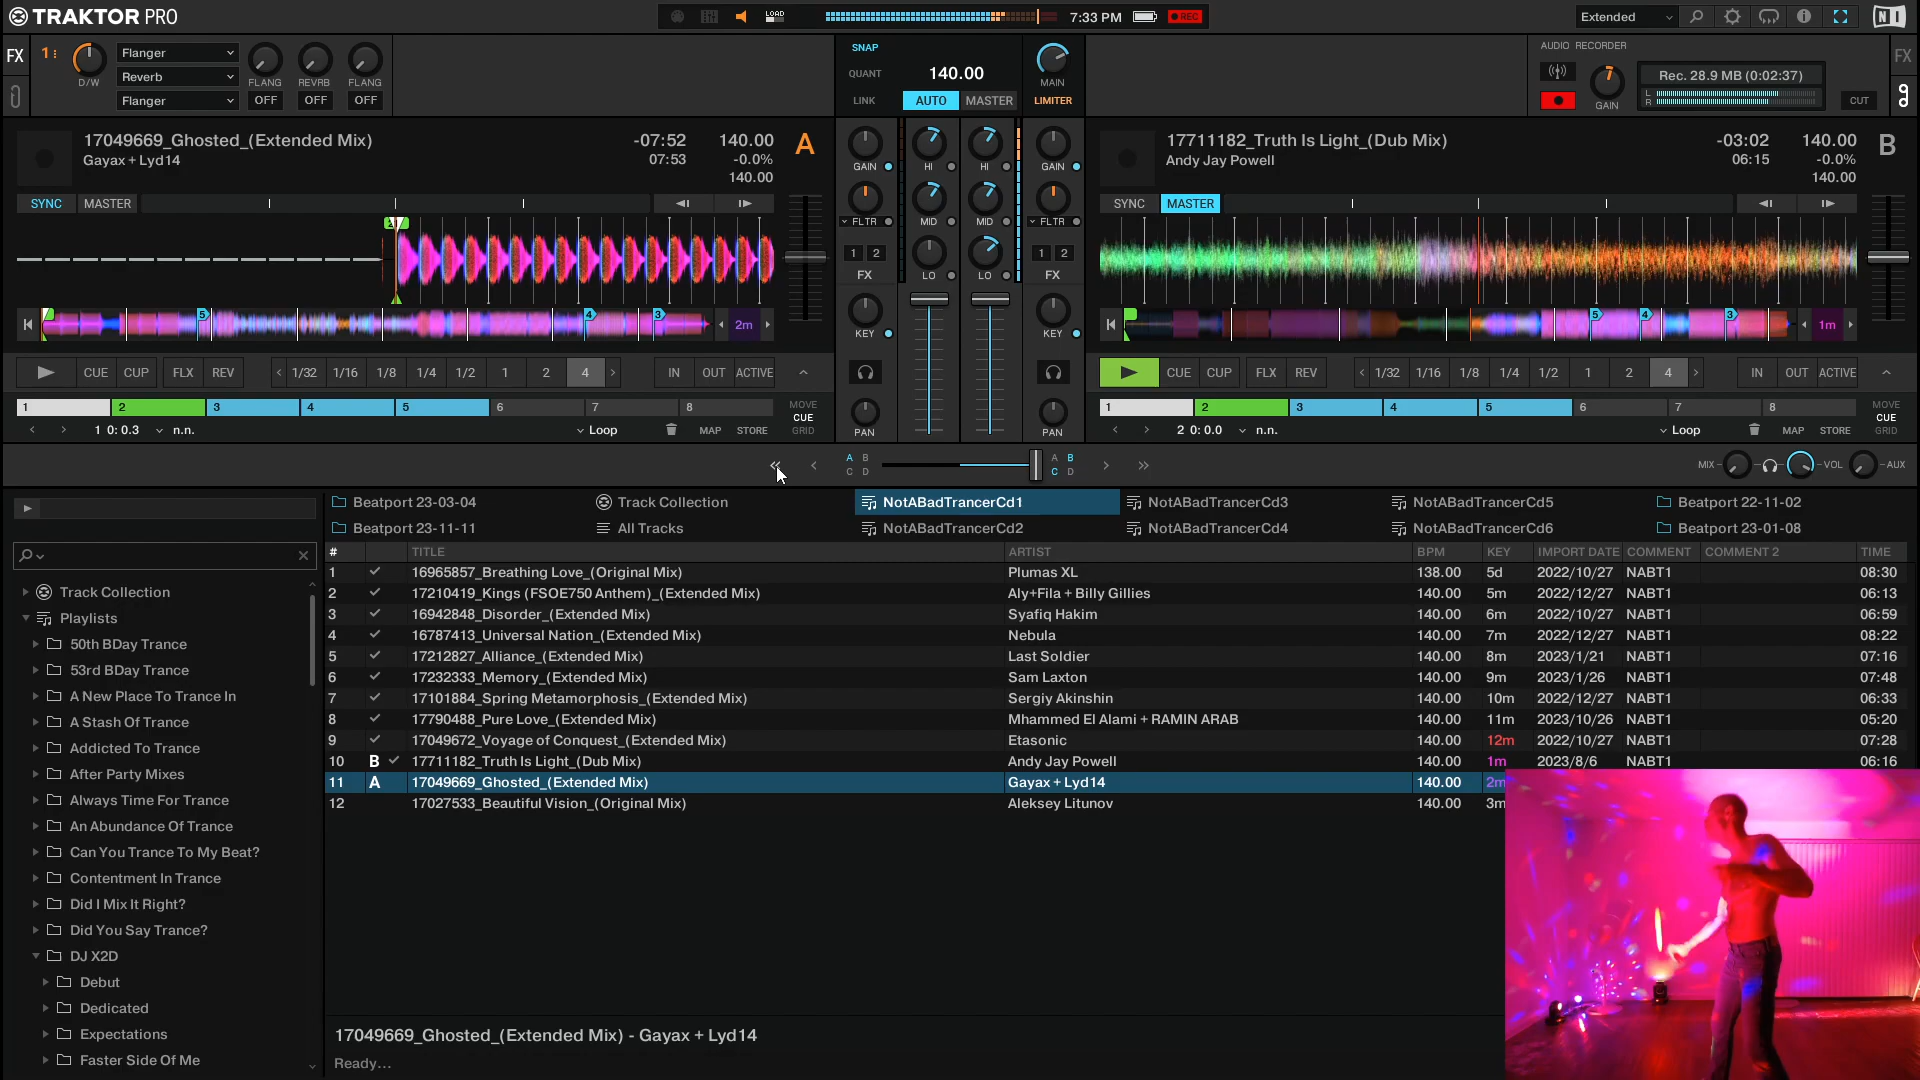 TRAKTOR PRO
LOAD
7:33 PM
REC
Extended
FX
1
D/W
Flanger
Reverb
Flanger
FLANG REVRB FLANG
OFF OFF OFF
SNAP
QUANT 140.00
LINK AUTO MASTER
MAIN
LIMITER
AUDIO RECORDER
GAIN
Rec. 28.9 MB (0:02:37)
L
R
CUT
FX
17049669_Ghosted_(Extended Mix)
Gayax + Lyd14
-07:52 140.00
07:53 -0.0%
140.00
A
SYNC MASTER
5 4 3
2m
CUE CUP FLX REV 1/32 1/16 1/8 1/4 1/2 1 2 4 IN OUT ACTIVE
1 2 3 4 5 6 7 8
MOVE
CUE
GRID
1 0: 0.3 n.n. Loop MAP STORE
GAIN HI HI GAIN
FLTR MID MID FLTR
1 2 LO LO 1 2
FX FX
KEY KEY
PAN PAN
17711182_Truth Is Light_(Dub Mix)
Andy Jay Powell
-03:02 140.00
06:15 -0.0%
140.00
B
SYNC MASTER
5 4 3
1m
CUE CUP FLX REV 1/32 1/16 1/8 1/4 1/2 1 2 4 IN OUT ACTIVE
1 2 3 4 5 6 7 8
MOVE
CUE
GRID
2 0: 0.0 n.n. Loop MAP STORE
A B A B
C D C D
MIX VOL AUX
Beatport 23-03-04 Track Collection NotABadTrancerCd1 NotABadTrancerCd3 NotABadTrancerCd5 Beatport 22-11-02
Beatport 23-11-11 All Tracks NotABadTrancerCd2 NotABadTrancerCd4 NotABadTrancerCd6 Beatport 23-01-08
# TITLE ARTIST BPM KEY IMPORT DATE COMMENT COMMENT 2 TIME
1 16965857_Breathing Love_(Original Mix) Plumas XL 138.00 5d 2022/10/27 NABT1 08:30
2 17210419_Kings (FSOE750 Anthem)_(Extended Mix) Aly+Fila + Billy Gillies 140.00 5m 2022/12/27 NABT1 06:13
3 16942848_Disorder_(Extended Mix) Syafiq Hakim 140.00 6m 2022/10/27 NABT1 06:59
4 16787413_Universal Nation_(Extended Mix) Nebula 140.00 7m 2022/12/27 NABT1 08:22
5 17212827_Alliance_(Extended Mix) Last Soldier 140.00 8m 2023/1/21 NABT1 07:16
6 17232333_Memory_(Extended Mix) Sam Laxton 140.00 9m 2023/1/26 NABT1 07:48
7 17101884_Spring Metamorphosis_(Extended Mix) Sergiy Akinshin 140.00 10m 2022/12/27 NABT1 06:33
8 17790488_Pure Love_(Extended Mix) Mhammed El Alami + RAMIN ARAB 140.00 11m 2023/10/26 NABT1 05:20
9 17049672_Voyage of Conquest_(Extended Mix) Etasonic 140.00 12m 2022/10/27 NABT1 07:28
10 B 17711182_Truth Is Light_(Dub Mix) Andy Jay Powell 140.00 1m 2023/8/6 NABT1 06:16
11 A 17049669_Ghosted_(Extended Mix) Gayax + Lyd14 140.00 2m
12 17027533_Beautiful Vision_(Original Mix) Aleksey Litunov 140.00 3m
Track Collection
Playlists
50th BDay Trance
53rd BDay Trance
A New Place To Trance In
A Stash Of Trance
Addicted To Trance
After Party Mixes
Always Time For Trance
An Abundance Of Trance
Can You Trance To My Beat?
Contentment In Trance
Did I Mix It Right?
Did You Say Trance?
DJ X2D
Debut
Dedicated
Expectations
Faster Side Of Me
17049669_Ghosted_(Extended Mix) - Gayax + Lyd14
Ready...